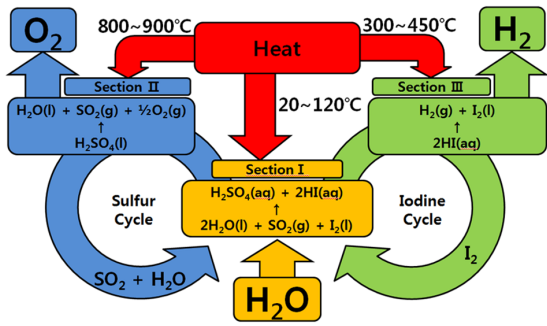 O₂
800~900℃
Heat
300~450℃
H₂
Section Ⅱ
H₂O(l) + SO₂(g) + ½O₂(g)
↑
H₂SO₄(l)
20~120℃
Section Ⅲ
H₂(g) + I₂(l)
↑
2HI(aq)
Section Ⅰ
H₂SO₄(aq) + 2HI(aq)
↑
2H₂O(l) + SO₂(g) + I₂(l)
Sulfur
Cycle
Iodine
Cycle
SO₂ + H₂O
I₂
H₂O